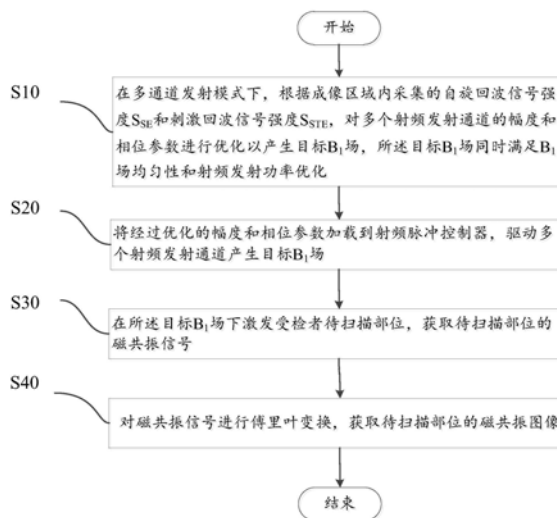 开始
S10
在多通道发射模式下，根据成像区域内采集的自旋回波信号强
度S_SE和刺激回波信号强度S_STE，对多个射频发射通道的幅度和
相位参数进行优化以产生目标B₁场，所述目标B₁场同时满足B₁
场均匀性和射频发射功率优化
S20
将经过优化的幅度和相位参数加载到射频脉冲控制器，驱动多
个射频发射通道产生目标B₁场
S30
在所述目标B₁场下激发受检者待扫描部位，获取待扫描部位的
磁共振信号
S40
对磁共振信号进行傅里叶变换，获取待扫描部位的磁共振图像
结束